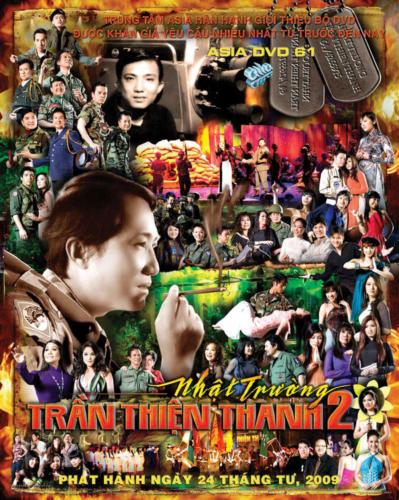 TRUNG TÂM ASIA HÂN HẠNH GIỚI THIỆU BỘ DVD
ĐƯỢC KHÁN GIẢ YÊU CẦU NHIỀU NHẤT TỪ TRƯỚC ĐẾN NAY
ASIA DVD 61
Nhật Trường
TRẦN THIỆN THANH 2
PHÁT HÀNH NGÀY 24 THÁNG TƯ, 2009